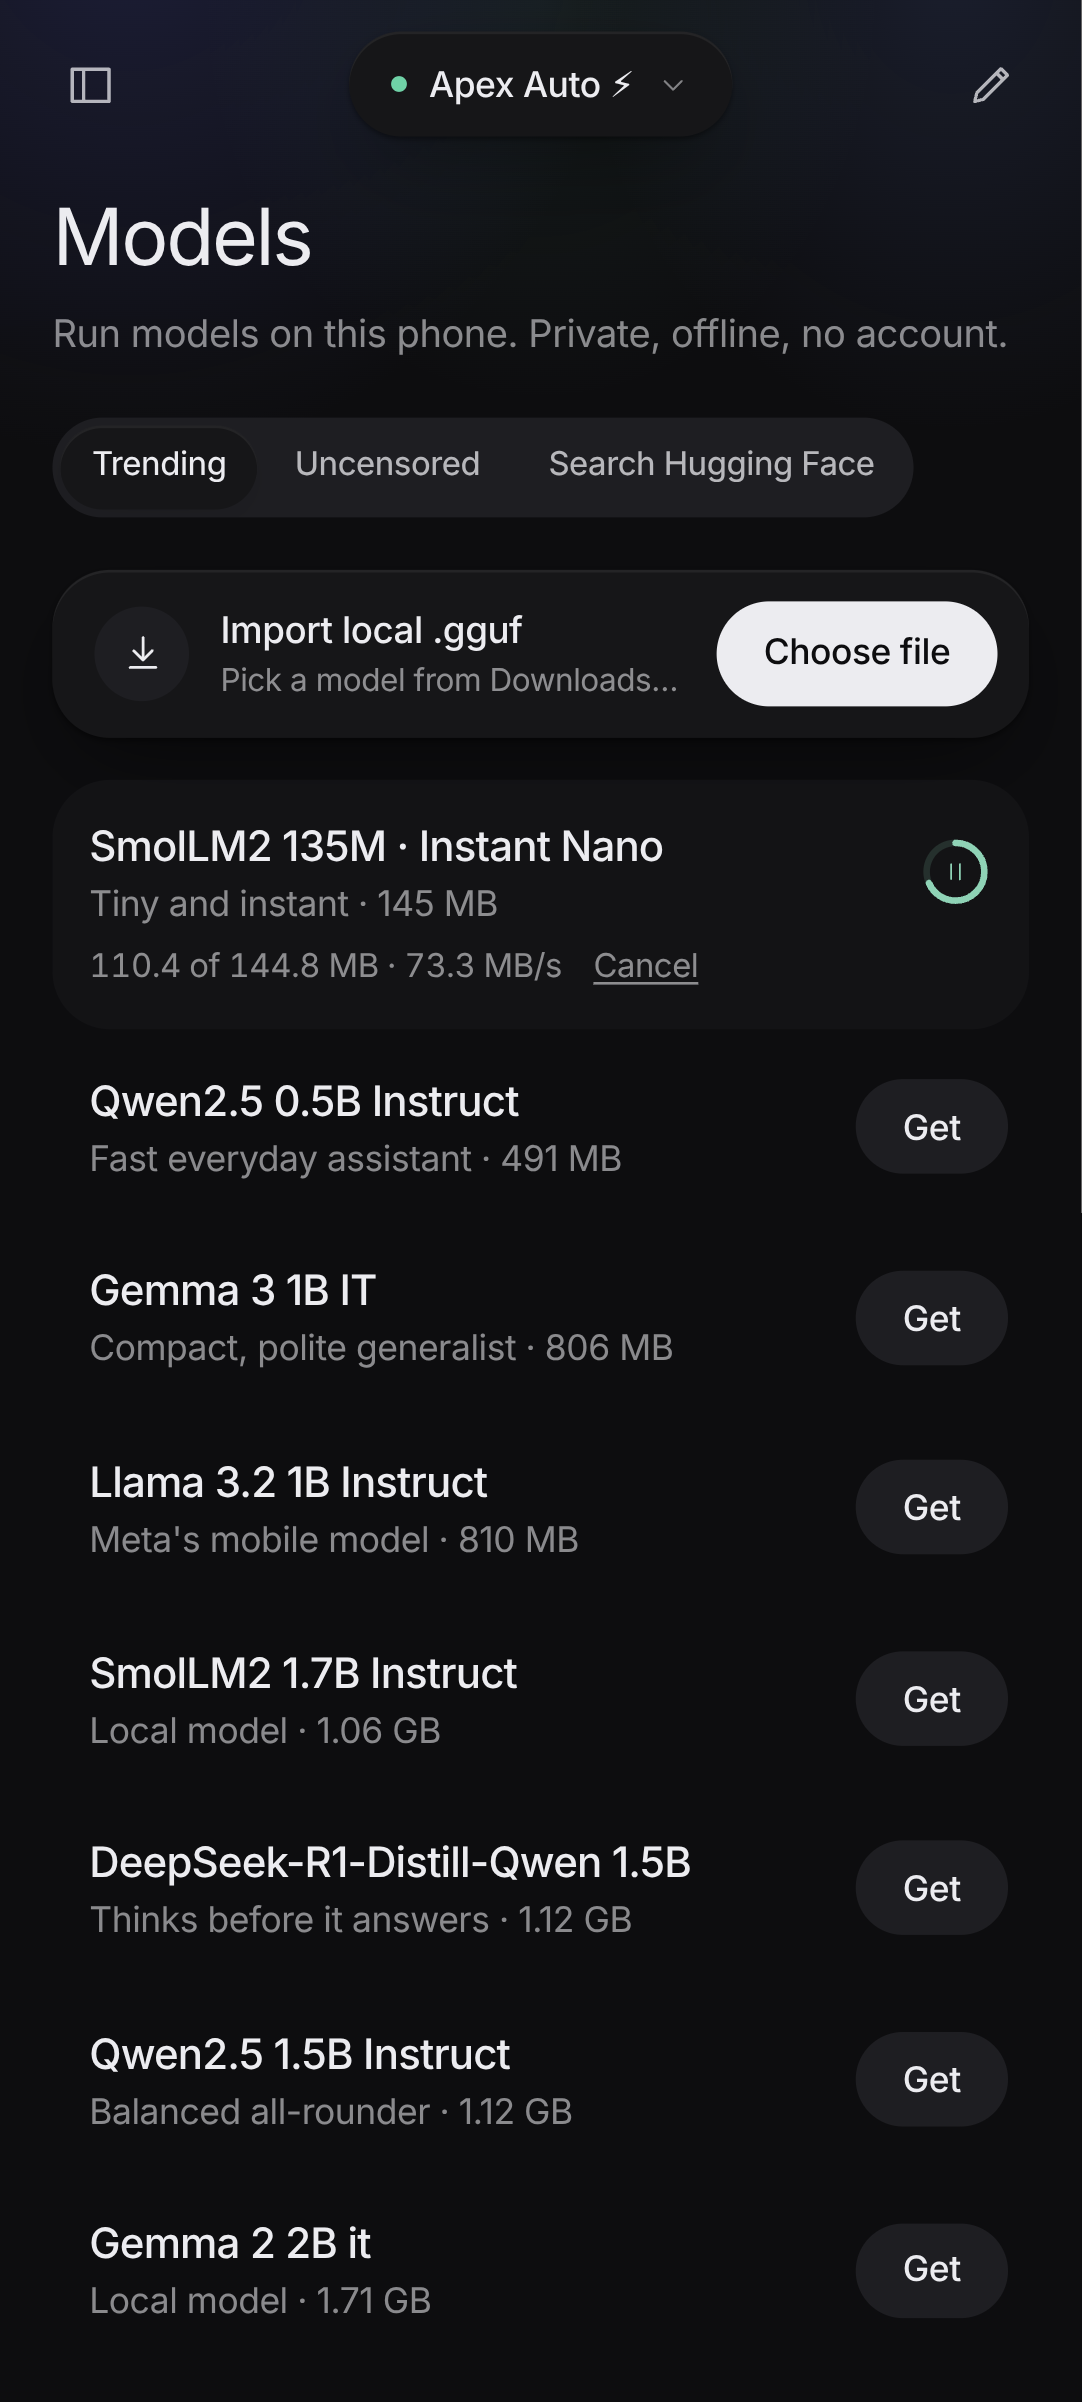 Apex Auto ⚡
Models
Run models on this phone. Private, offline, no account.
Trending Uncensored Search Hugging Face
Import local .gguf
Pick a model from Downloads...
Choose file
SmolLM2 135M · Instant Nano
Tiny and instant · 145 MB
110.4 of 144.8 MB · 73.3 MB/s Cancel
Qwen2.5 0.5B Instruct
Fast everyday assistant · 491 MB
Get
Gemma 3 1B IT
Compact, polite generalist · 806 MB
Get
Llama 3.2 1B Instruct
Meta's mobile model · 810 MB
Get
SmolLM2 1.7B Instruct
Local model · 1.06 GB
Get
DeepSeek-R1-Distill-Qwen 1.5B
Thinks before it answers · 1.12 GB
Get
Qwen2.5 1.5B Instruct
Balanced all-rounder · 1.12 GB
Get
Gemma 2 2B it
Local model · 1.71 GB
Get